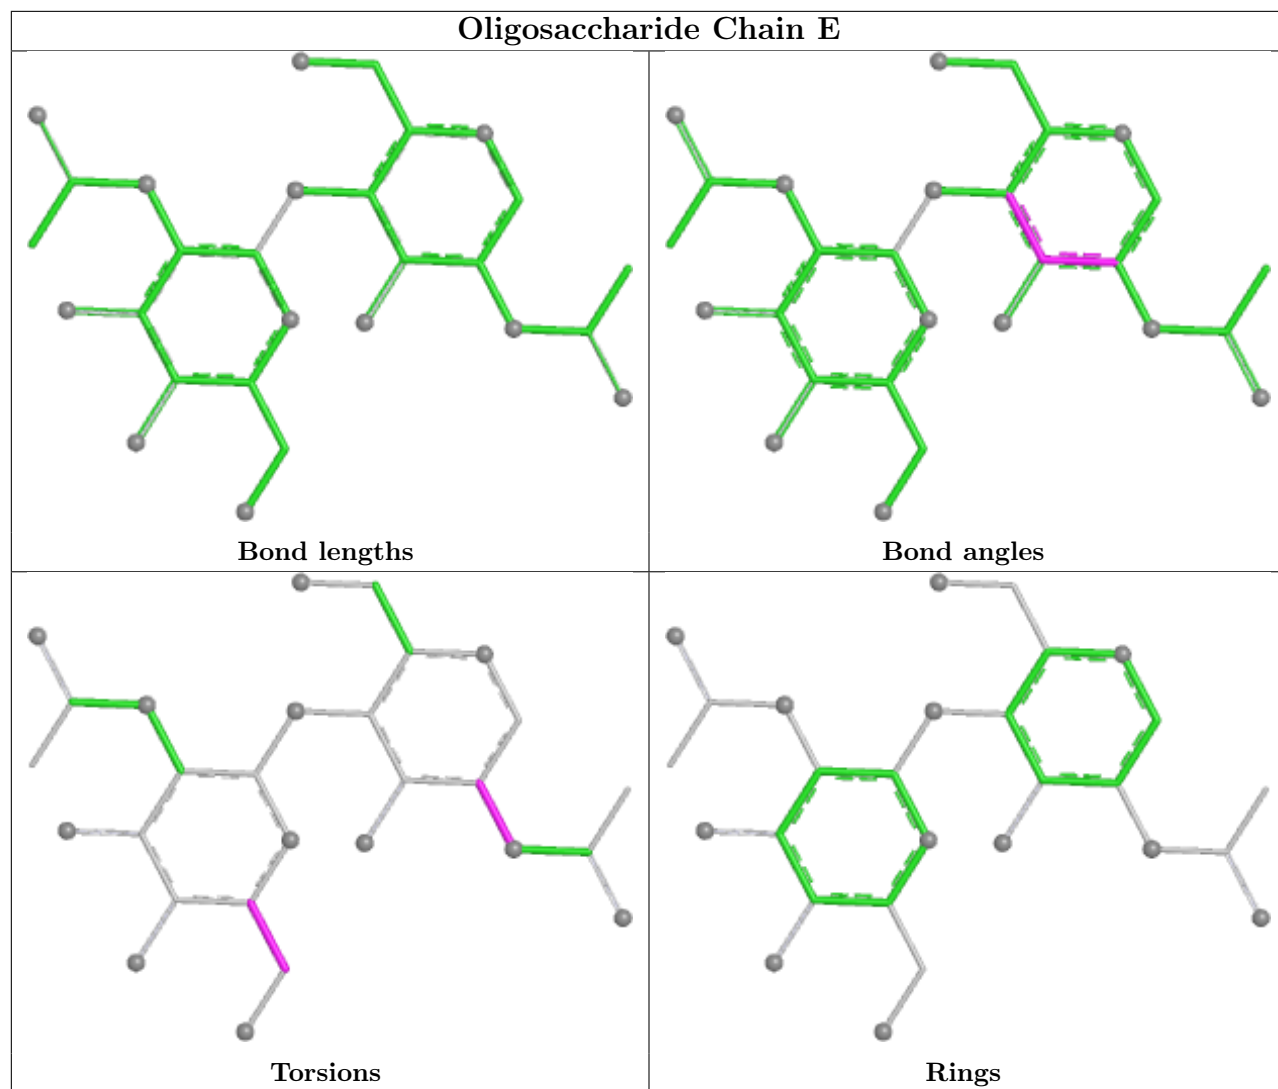 Oligosaccharide Chain E
Bond lengths
Bond angles
Torsions
Rings